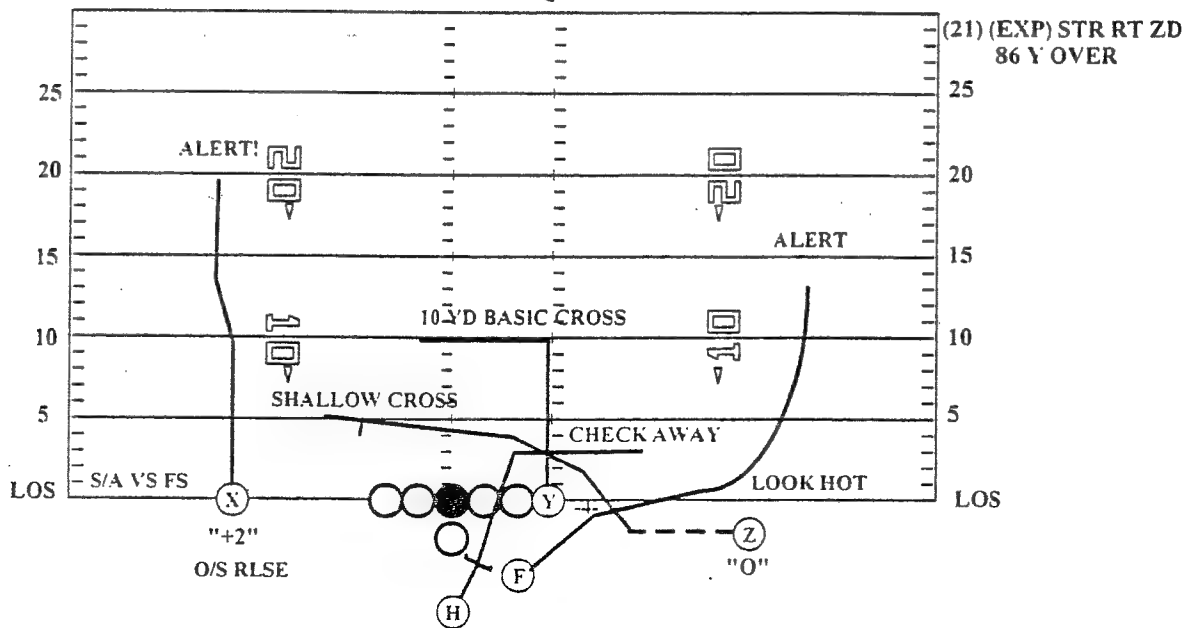 (21) (EXP) STR RT ZD
86 Y OVER
25
25
ALERT!
20
20
20
20
ALERT
15
15
10-YD BASIC CROSS
10
10
10
10
SHALLOW CROSS
5
5
CHECK AWAY
S/A VS FS
LOOK HOT
LOS
X
Y
LOS
"+2"
Z
O/S RLSE
F
"O"
H